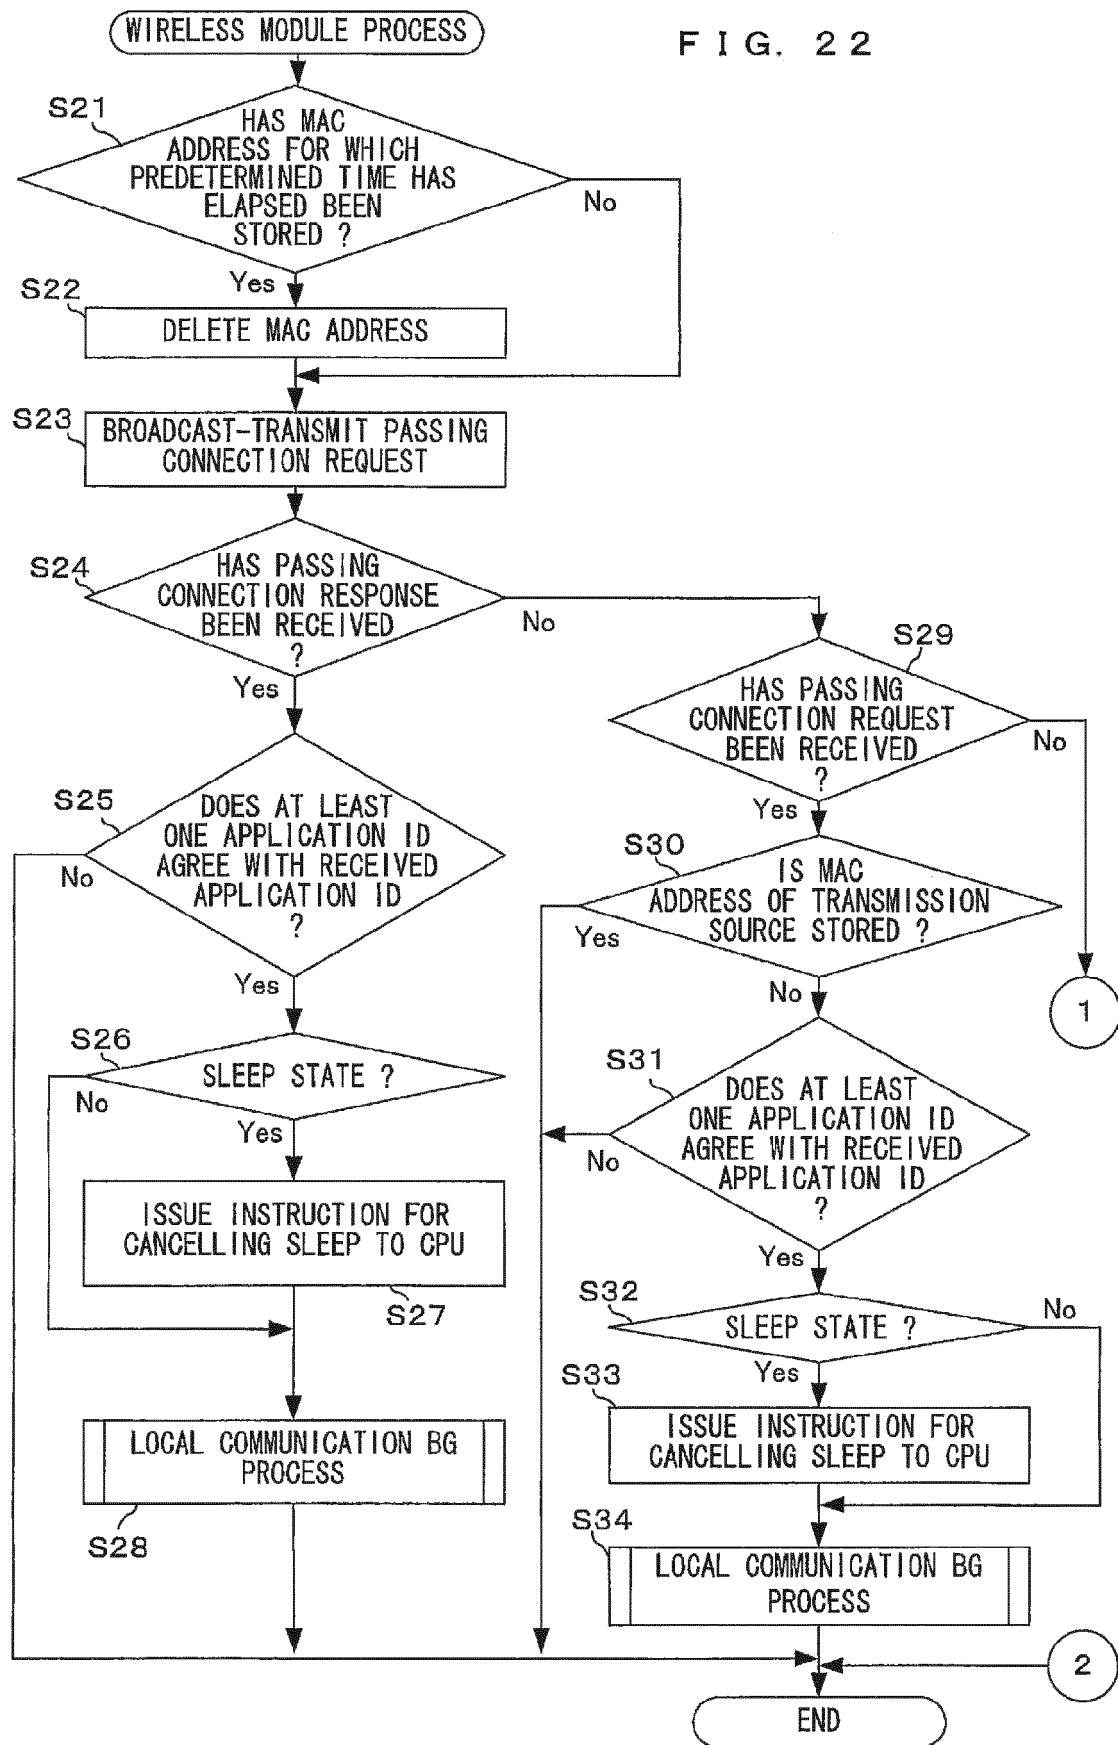 WIRELESS MODULE PROCESS
FIG. 22
S21
HAS MAC
ADDRESS FOR WHICH
PREDETERMINED TIME HAS
ELAPSED BEEN
STORED ?
No
Yes
S22
DELETE MAC ADDRESS
S23
BROADCAST-TRANSMIT PASSING
CONNECTION REQUEST
S24
HAS PASSING
CONNECTION RESPONSE
BEEN RECEIVED
?
No
Yes
S25
DOES AT LEAST
ONE APPLICATION ID
AGREE WITH RECEIVED
APPLICATION ID
?
No
Yes
S26
SLEEP STATE ?
No
Yes
ISSUE INSTRUCTION FOR
CANCELLING SLEEP TO CPU
S27
LOCAL COMMUNICATION BG
PROCESS
S28
S29
HAS PASSING
CONNECTION REQUEST
BEEN RECEIVED
?
No
Yes
S30
IS MAC
ADDRESS OF TRANSMISSION
SOURCE STORED ?
Yes
No
1
S31
DOES AT LEAST
ONE APPLICATION ID
AGREE WITH RECEIVED
APPLICATION ID
?
No
Yes
S32
SLEEP STATE ?
No
Yes
S33
ISSUE INSTRUCTION FOR
CANCELLING SLEEP TO CPU
S34
LOCAL COMMUNICATION BG
PROCESS
2
END